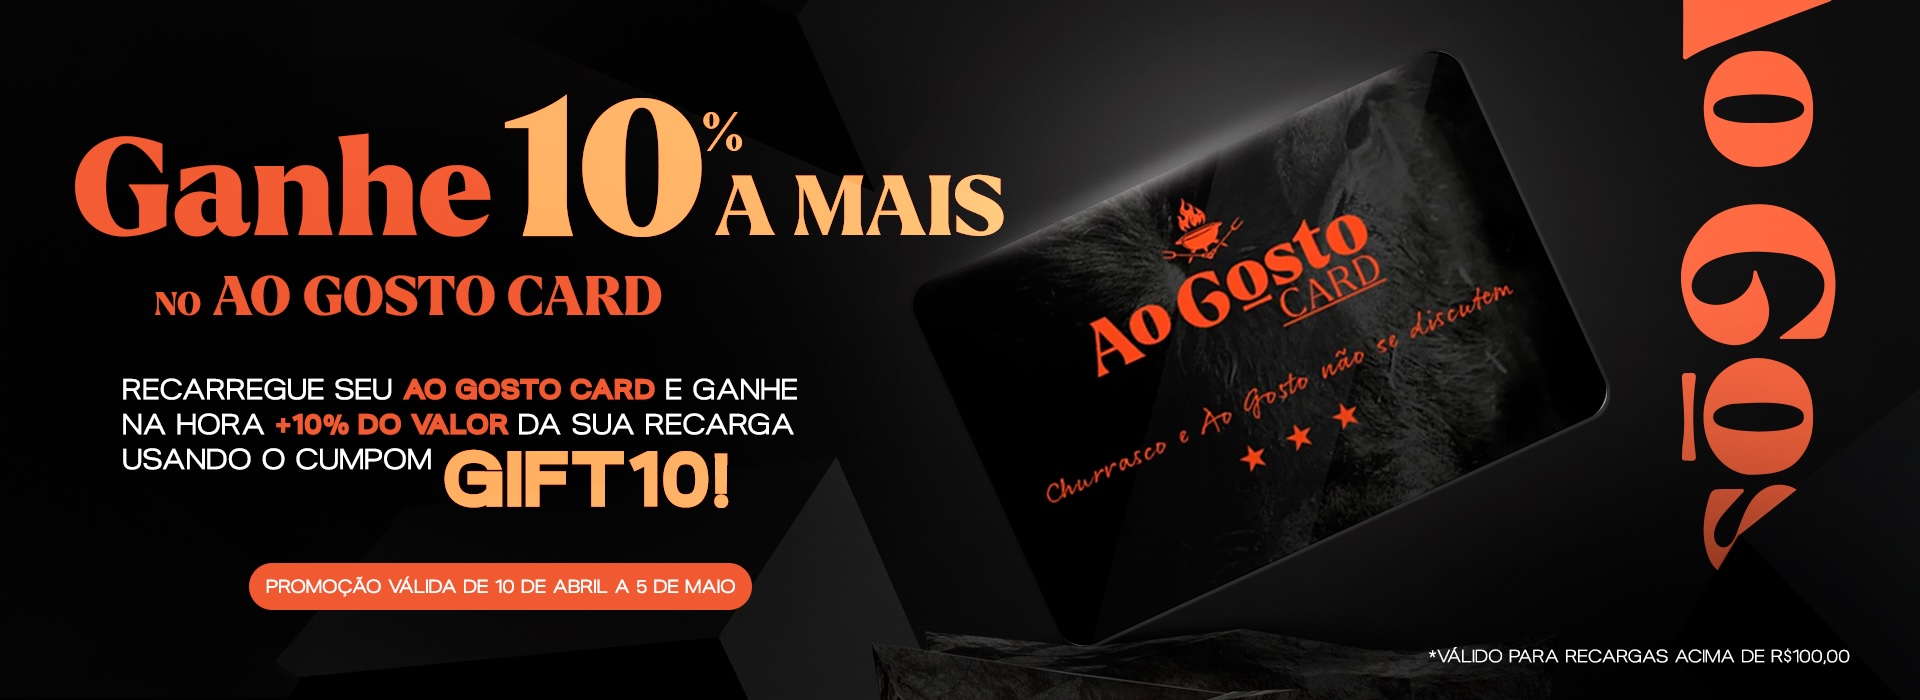 Ganhe 10% A MAIS
NO AO GOSTO CARD
RECARREGUE SEU AO GOSTO CARD E GANHE
NA HORA +10% DO VALOR DA SUA RECARGA
USANDO O CUMPOM GIFT10!
PROMOÇÃO VÁLIDA DE 10 DE ABRIL A 5 DE MAIO
Ao Gosto
CARD
Churrasco e Ao Gosto não se discutem
AO GOS
*VÁLIDO PARA RECARGAS ACIMA DE R$100,00